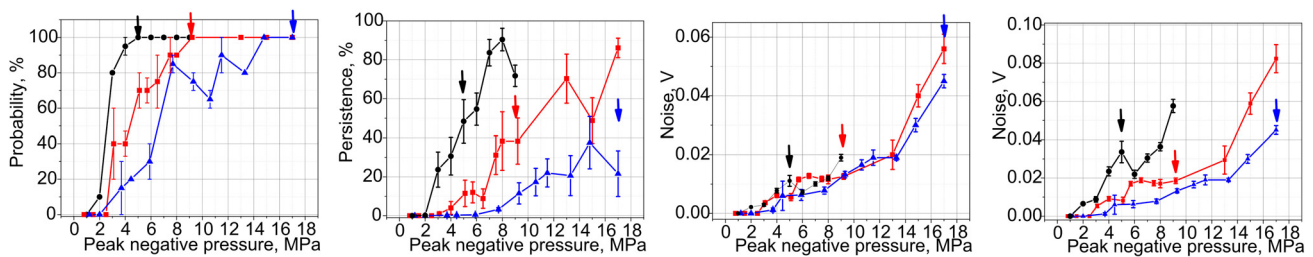 Probability, %
100
80
60
40
20
0
0 2 4 6 8 10 12 14 16 18
Peak negative pressure, MPa
Persistence, %
100
80
60
40
20
0
0 2 4 6 8 10 12 14 16 18
Peak negative pressure, MPa
Noise, V
0.06
0.04
0.02
0.00
0 2 4 6 8 10 12 14 16 18
Peak negative pressure, MPa
Noise, V
0.10
0.08
0.06
0.04
0.02
0.00
0 2 4 6 8 10 12 14 16 18
Peak negative pressure, MPa